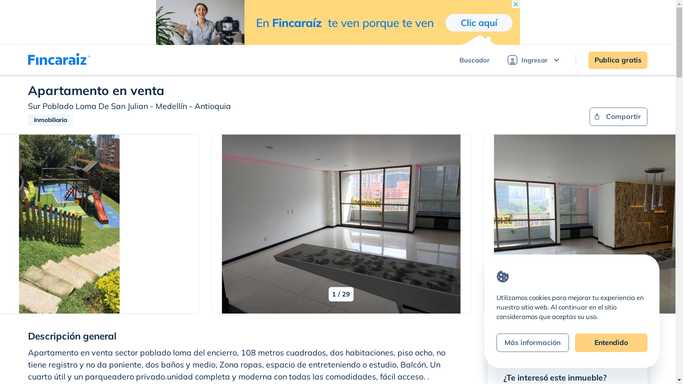 En Fincaraíz te ven porque te ven
Clic aquí
Fincaraiz
Buscador
Ingresar
Publica gratis
Apartamento en venta
Sur Poblado Loma De San Julian - Medellín - Antioquia
Inmobiliaria
Compartir
1 / 29
Utilizamos cookies para mejorar tu experiencia en
nuestro sitio web. Al continuar en el sitio
consideramos que aceptas su uso.
Más información
Entendido
Descripción general
Apartamento en venta sector poblado loma del encierro, 108 metros cuadrados, dos habitaciones, piso ocho, no
tiene registro y no da poniente, dos baños y medio, Zona ropas, espacio de entreteniendo o estudio, Balcón. Un
cuarto útil y un parqueadero privado.unidad completa y moderna con todas las comodidades, fácil acceso. .
¿Te interesó este inmueble?